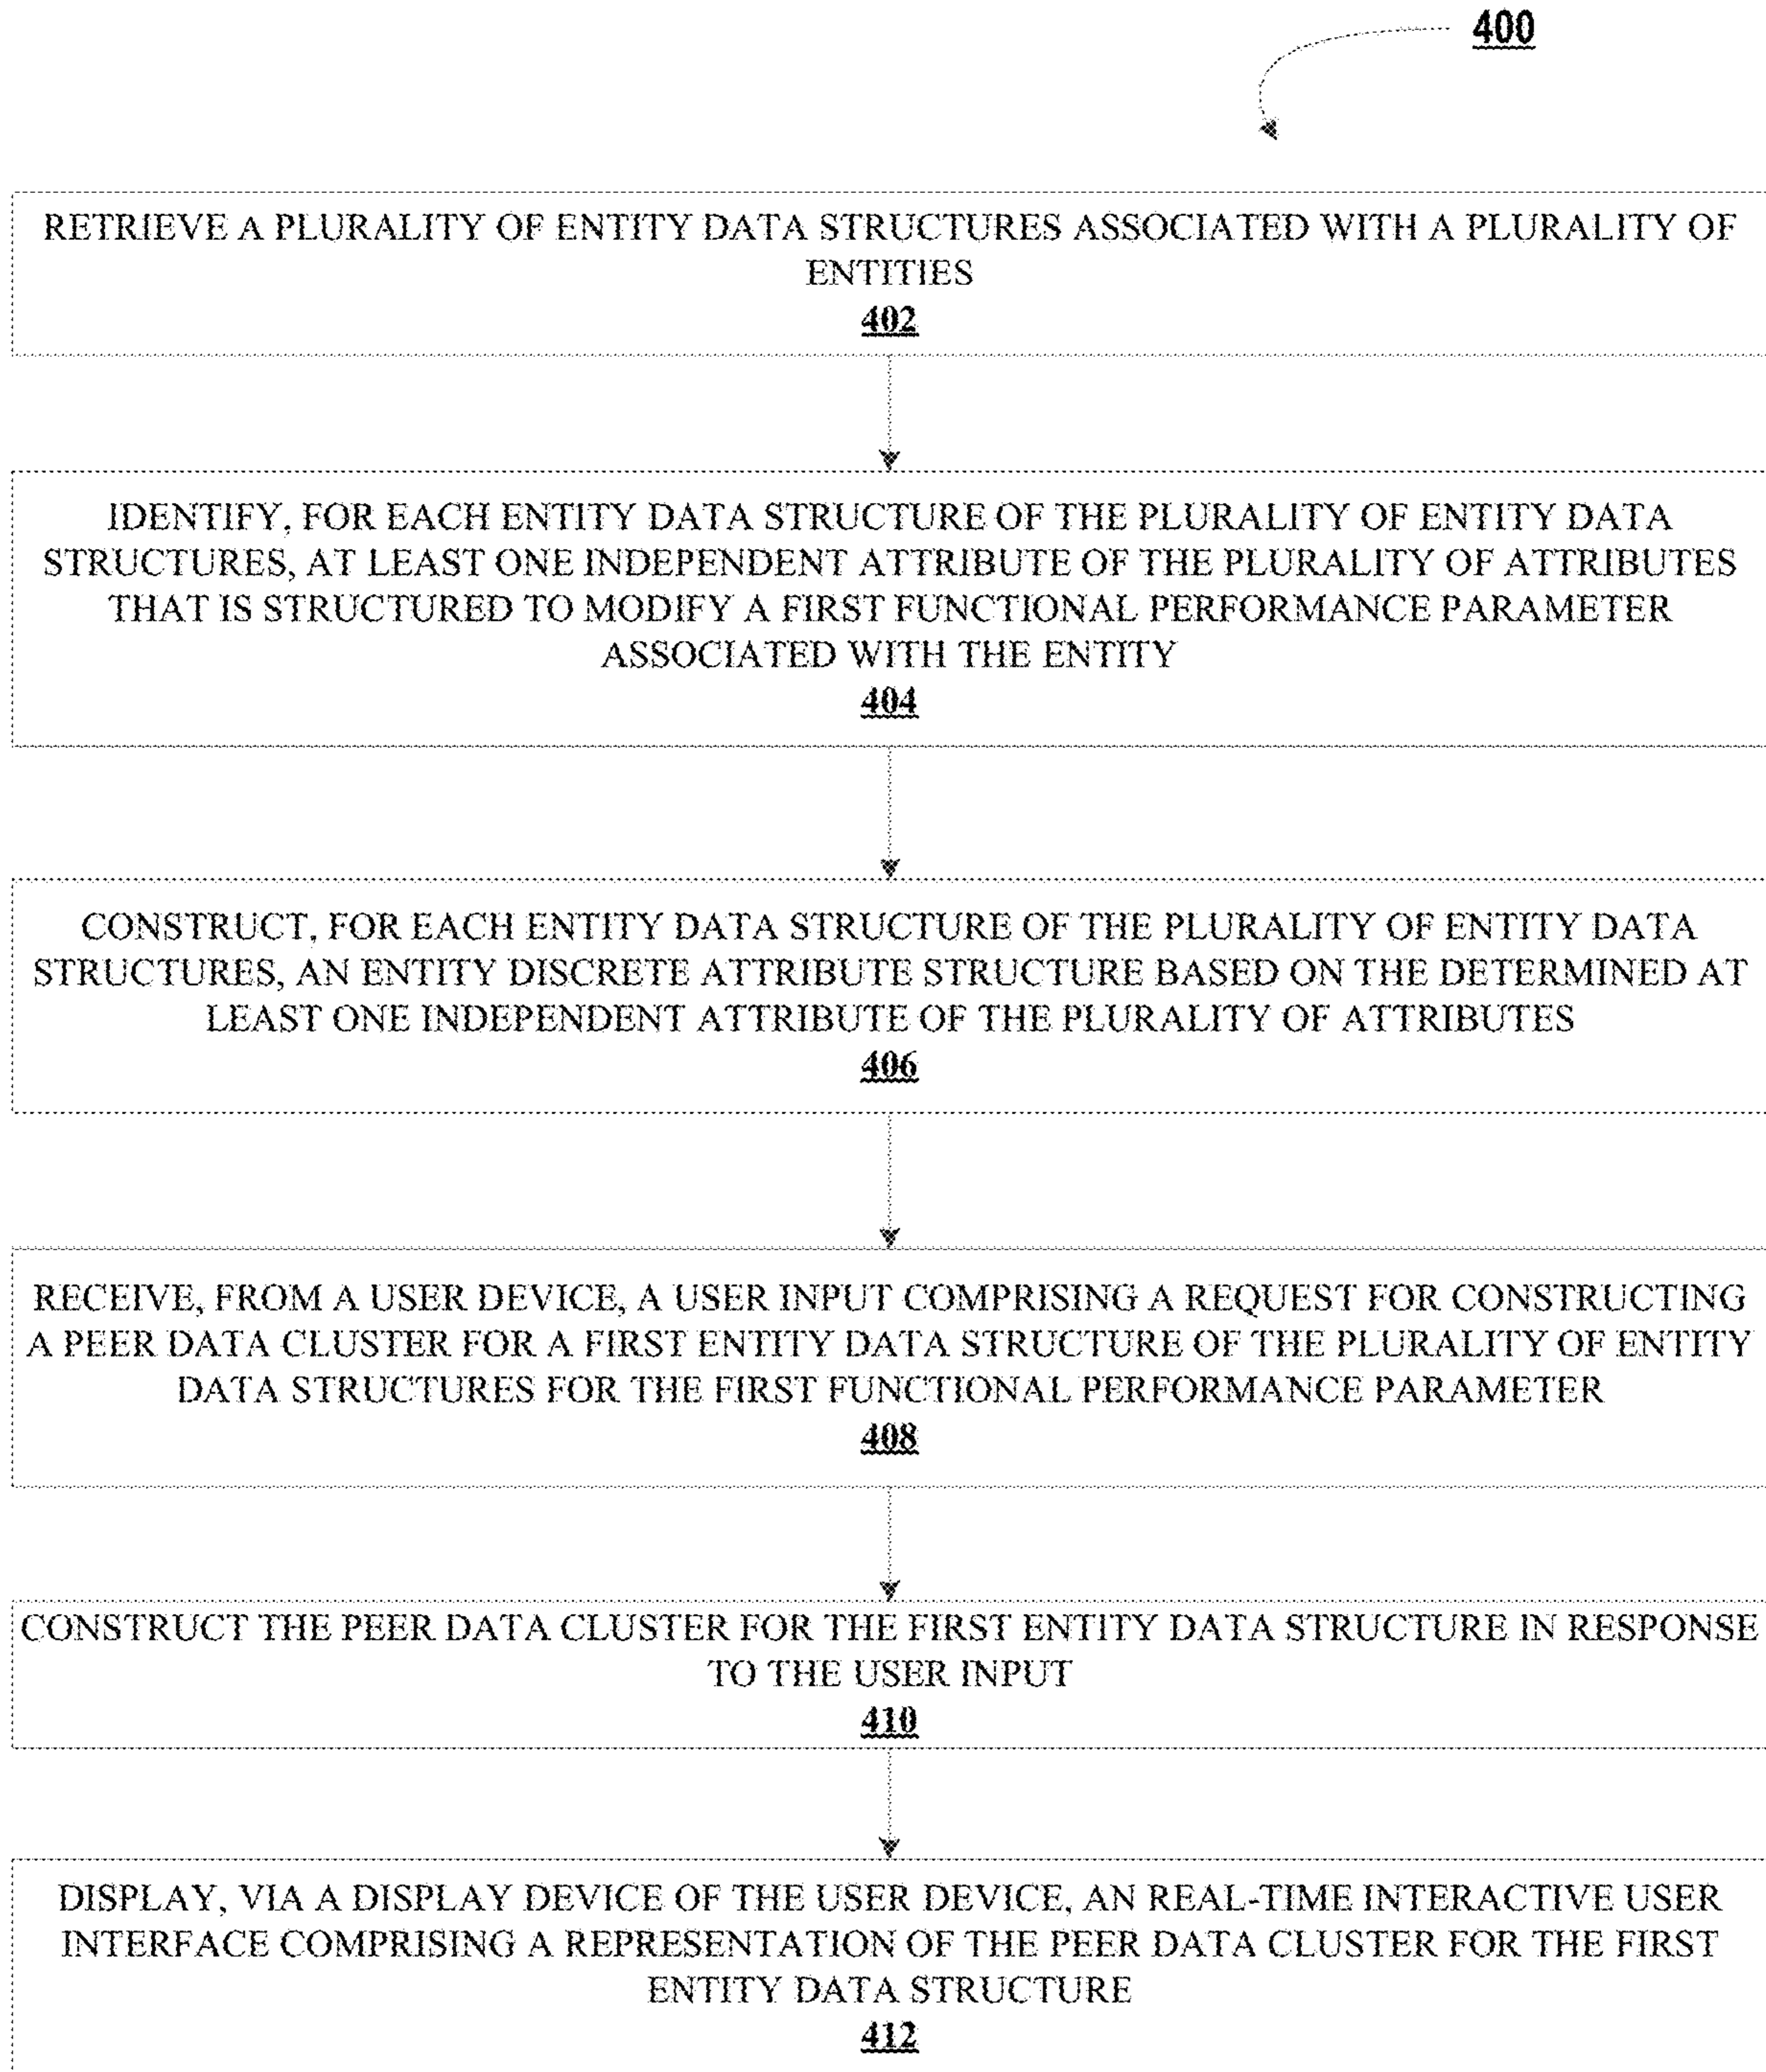 400
RETRIEVE A PLURALITY OF ENTITY DATA STRUCTURES ASSOCIATED WITH A PLURALITY OF
ENTITIES
402
IDENTIFY, FOR EACH ENTITY DATA STRUCTURE OF THE PLURALITY OF ENTITY DATA
STRUCTURES, AT LEAST ONE INDEPENDENT ATTRIBUTE OF THE PLURALITY OF ATTRIBUTES
THAT IS STRUCTURED TO MODIFY A FIRST FUNCTIONAL PERFORMANCE PARAMETER
ASSOCIATED WITH THE ENTITY
404
CONSTRUCT, FOR EACH ENTITY DATA STRUCTURE OF THE PLURALITY OF ENTITY DATA
STRUCTURES, AN ENTITY DISCRETE ATTRIBUTE STRUCTURE BASED ON THE DETERMINED AT
LEAST ONE INDEPENDENT ATTRIBUTE OF THE PLURALITY OF ATTRIBUTES
406
RECEIVE, FROM A USER DEVICE, A USER INPUT COMPRISING A REQUEST FOR CONSTRUCTING
A PEER DATA CLUSTER FOR A FIRST ENTITY DATA STRUCTURE OF THE PLURALITY OF ENTITY
DATA STRUCTURES FOR THE FIRST FUNCTIONAL PERFORMANCE PARAMETER
408
CONSTRUCT THE PEER DATA CLUSTER FOR THE FIRST ENTITY DATA STRUCTURE IN RESPONSE
TO THE USER INPUT
410
DISPLAY, VIA A DISPLAY DEVICE OF THE USER DEVICE, AN REAL-TIME INTERACTIVE USER
INTERFACE COMPRISING A REPRESENTATION OF THE PEER DATA CLUSTER FOR THE FIRST
ENTITY DATA STRUCTURE
412